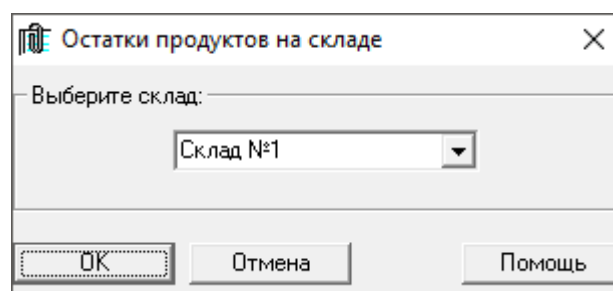 Остатки продуктов на складе
Выберите склад:
Склад №1
OK
Отмена
Помощь